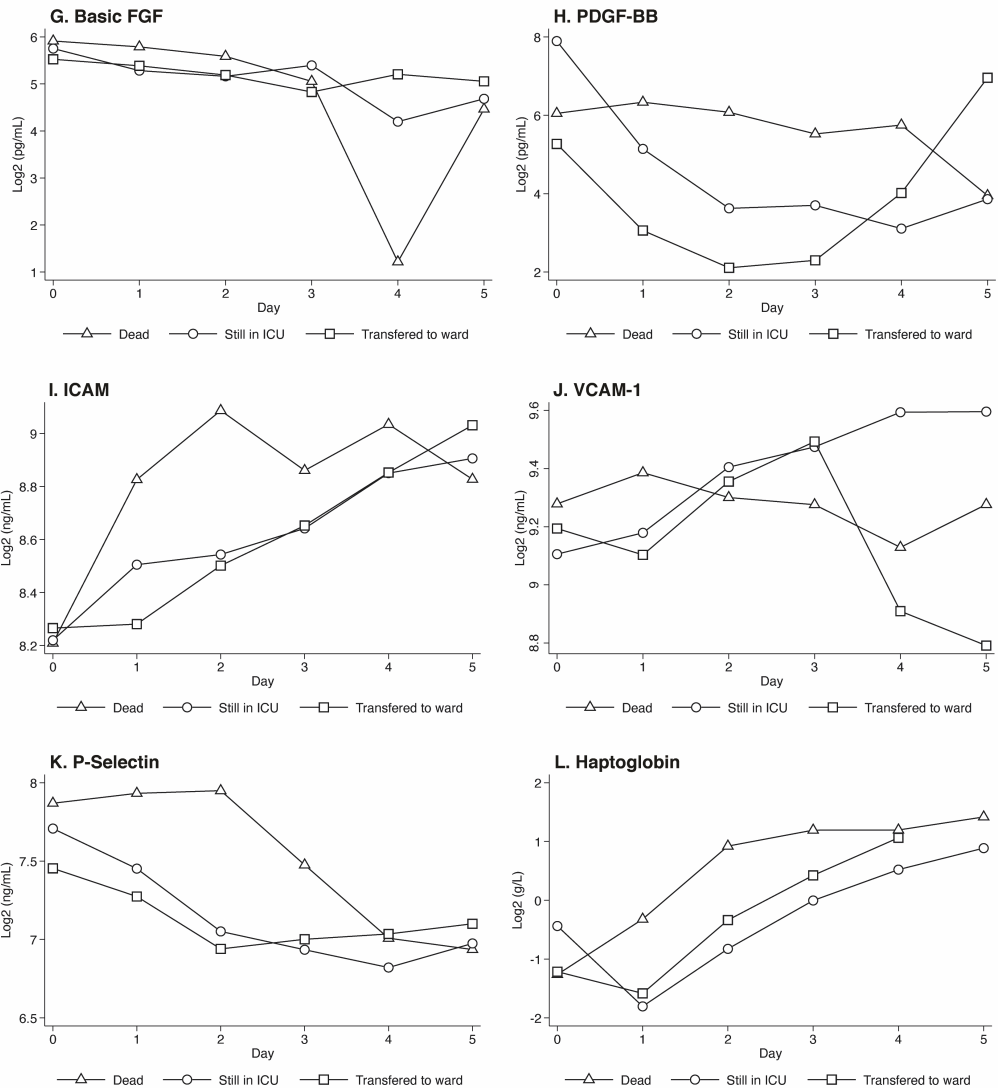 G. Basic FGF
Log2 (pg/mL)
6
5
4
3
2
1
0 1 2 3 4 5
Day
Dead Still in ICU Transfered to ward
H. PDGF-BB
Log2 (pg/mL)
8
6
4
2
0 1 2 3 4 5
Day
Dead Still in ICU Transfered to ward
I. ICAM
Log2 (ng/mL)
9
8.8
8.6
8.4
8.2
0 1 2 3 4 5
Day
Dead Still in ICU Transfered to ward
J. VCAM-1
Log2 (ng/mL)
9.6
9.4
9.2
9
8.8
0 1 2 3 4 5
Day
Dead Still in ICU Transfered to ward
K. P-Selectin
Log2 (ng/mL)
8
7.5
7
6.5
0 1 2 3 4 5
Day
Dead Still in ICU Transfered to ward
L. Haptoglobin
Log2 (g/L)
2
1
0
-1
-2
0 1 2 3 4 5
Day
Dead Still in ICU Transfered to ward